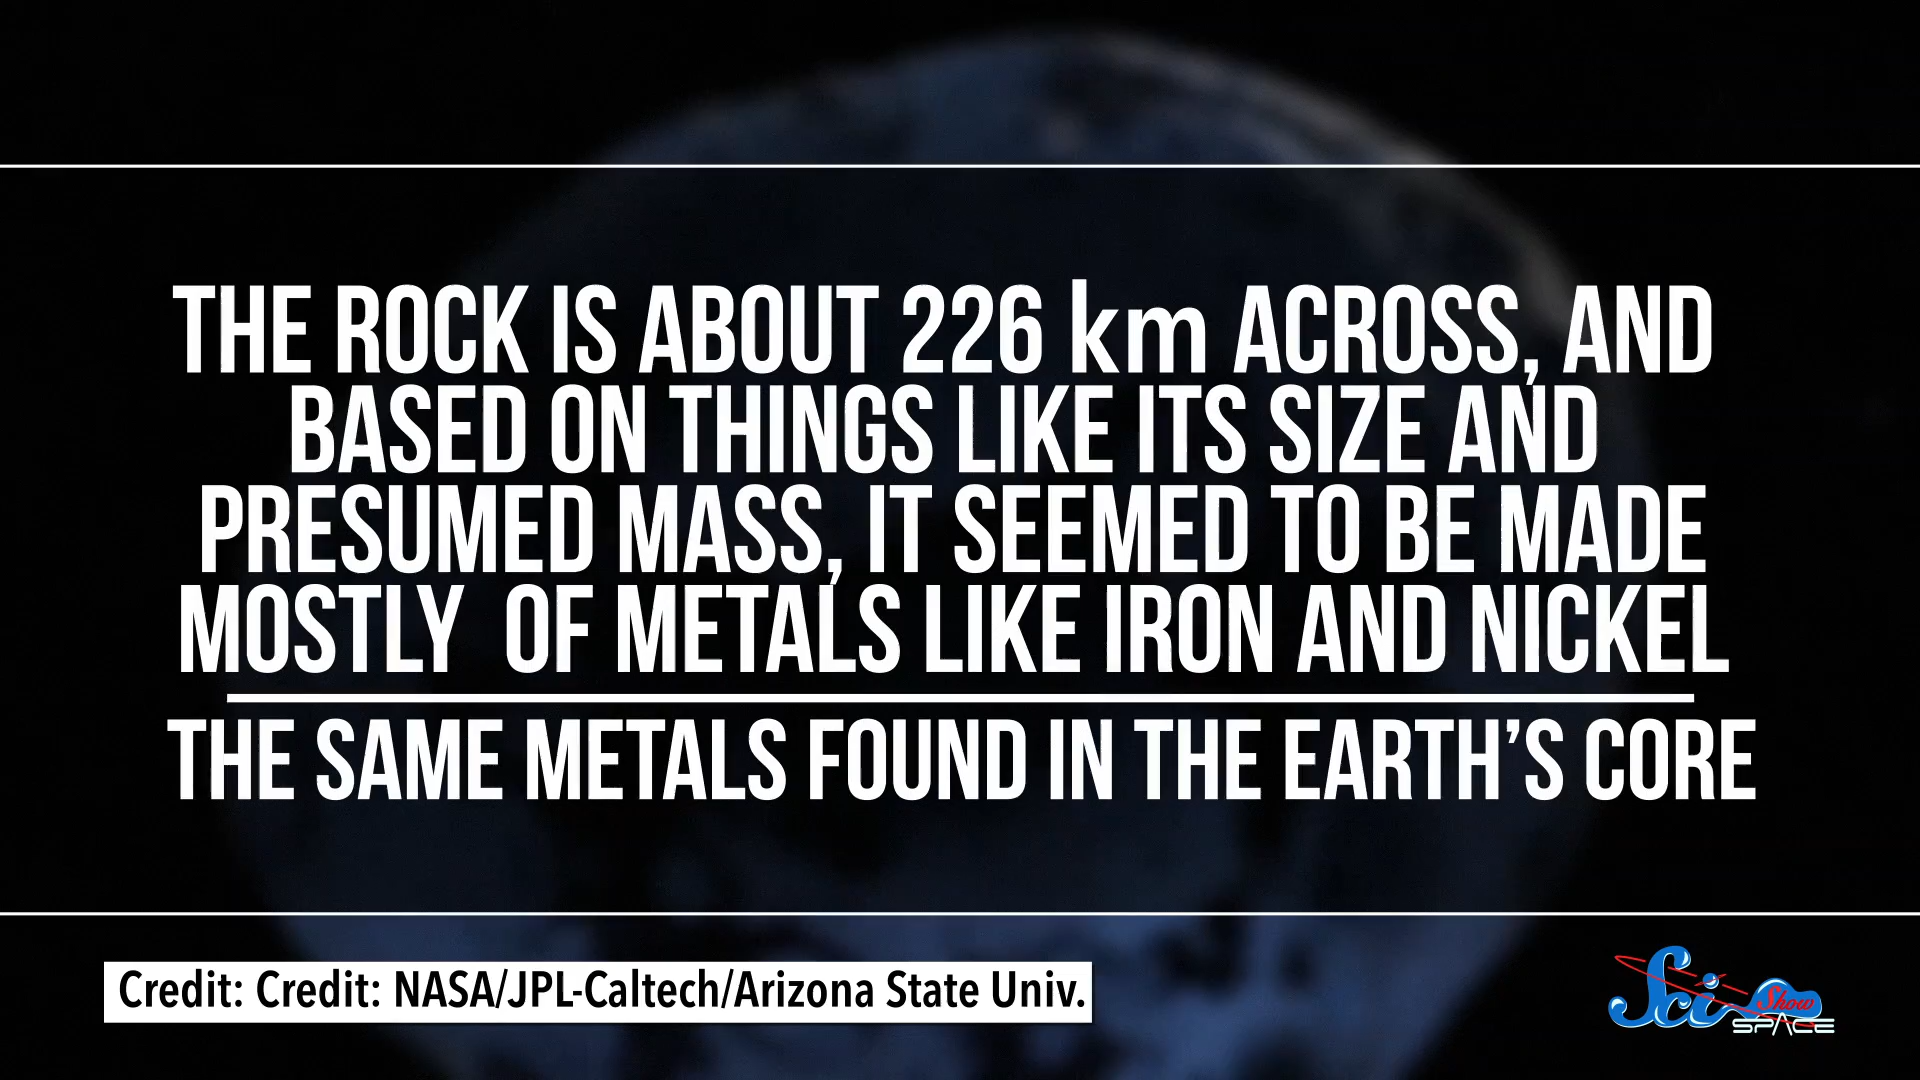 THE ROCK IS ABOUT 226 km ACROSS, AND
BASED ON THINGS LIKE ITS SIZE AND
PRESUMED MASS, IT SEEMED TO BE MADE
MOSTLY  OF METALS LIKE IRON AND NICKEL
THE SAME METALS FOUND IN THE EARTH’S CORE
Credit: Credit: NASA/JPL-Caltech/Arizona State Univ.
Sci Show
SPACE